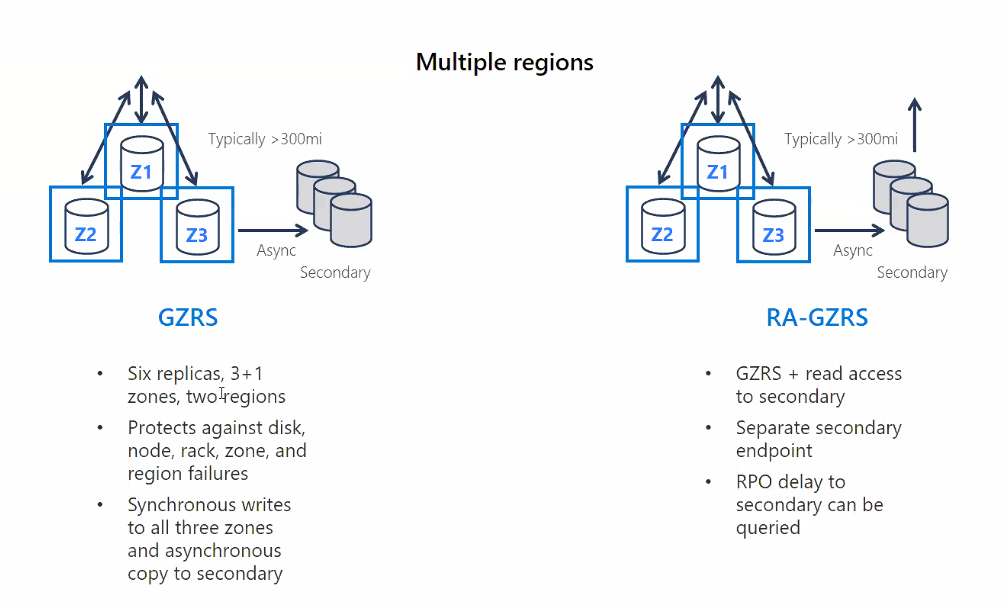 Multiple regions
Typically >300mi
Z1
Z2
Z3
Async
Secondary
GZRS
• Six replicas, 3+1
zones, two regions
• Protects against disk,
node, rack, zone, and
region failures
• Synchronous writes
to all three zones
and asynchronous
copy to secondary
Typically >300mi
Z1
Z2
Z3
Async
Secondary
RA-GZRS
• GZRS + read access
to secondary
• Separate secondary
endpoint
• RPO delay to
secondary can be
queried